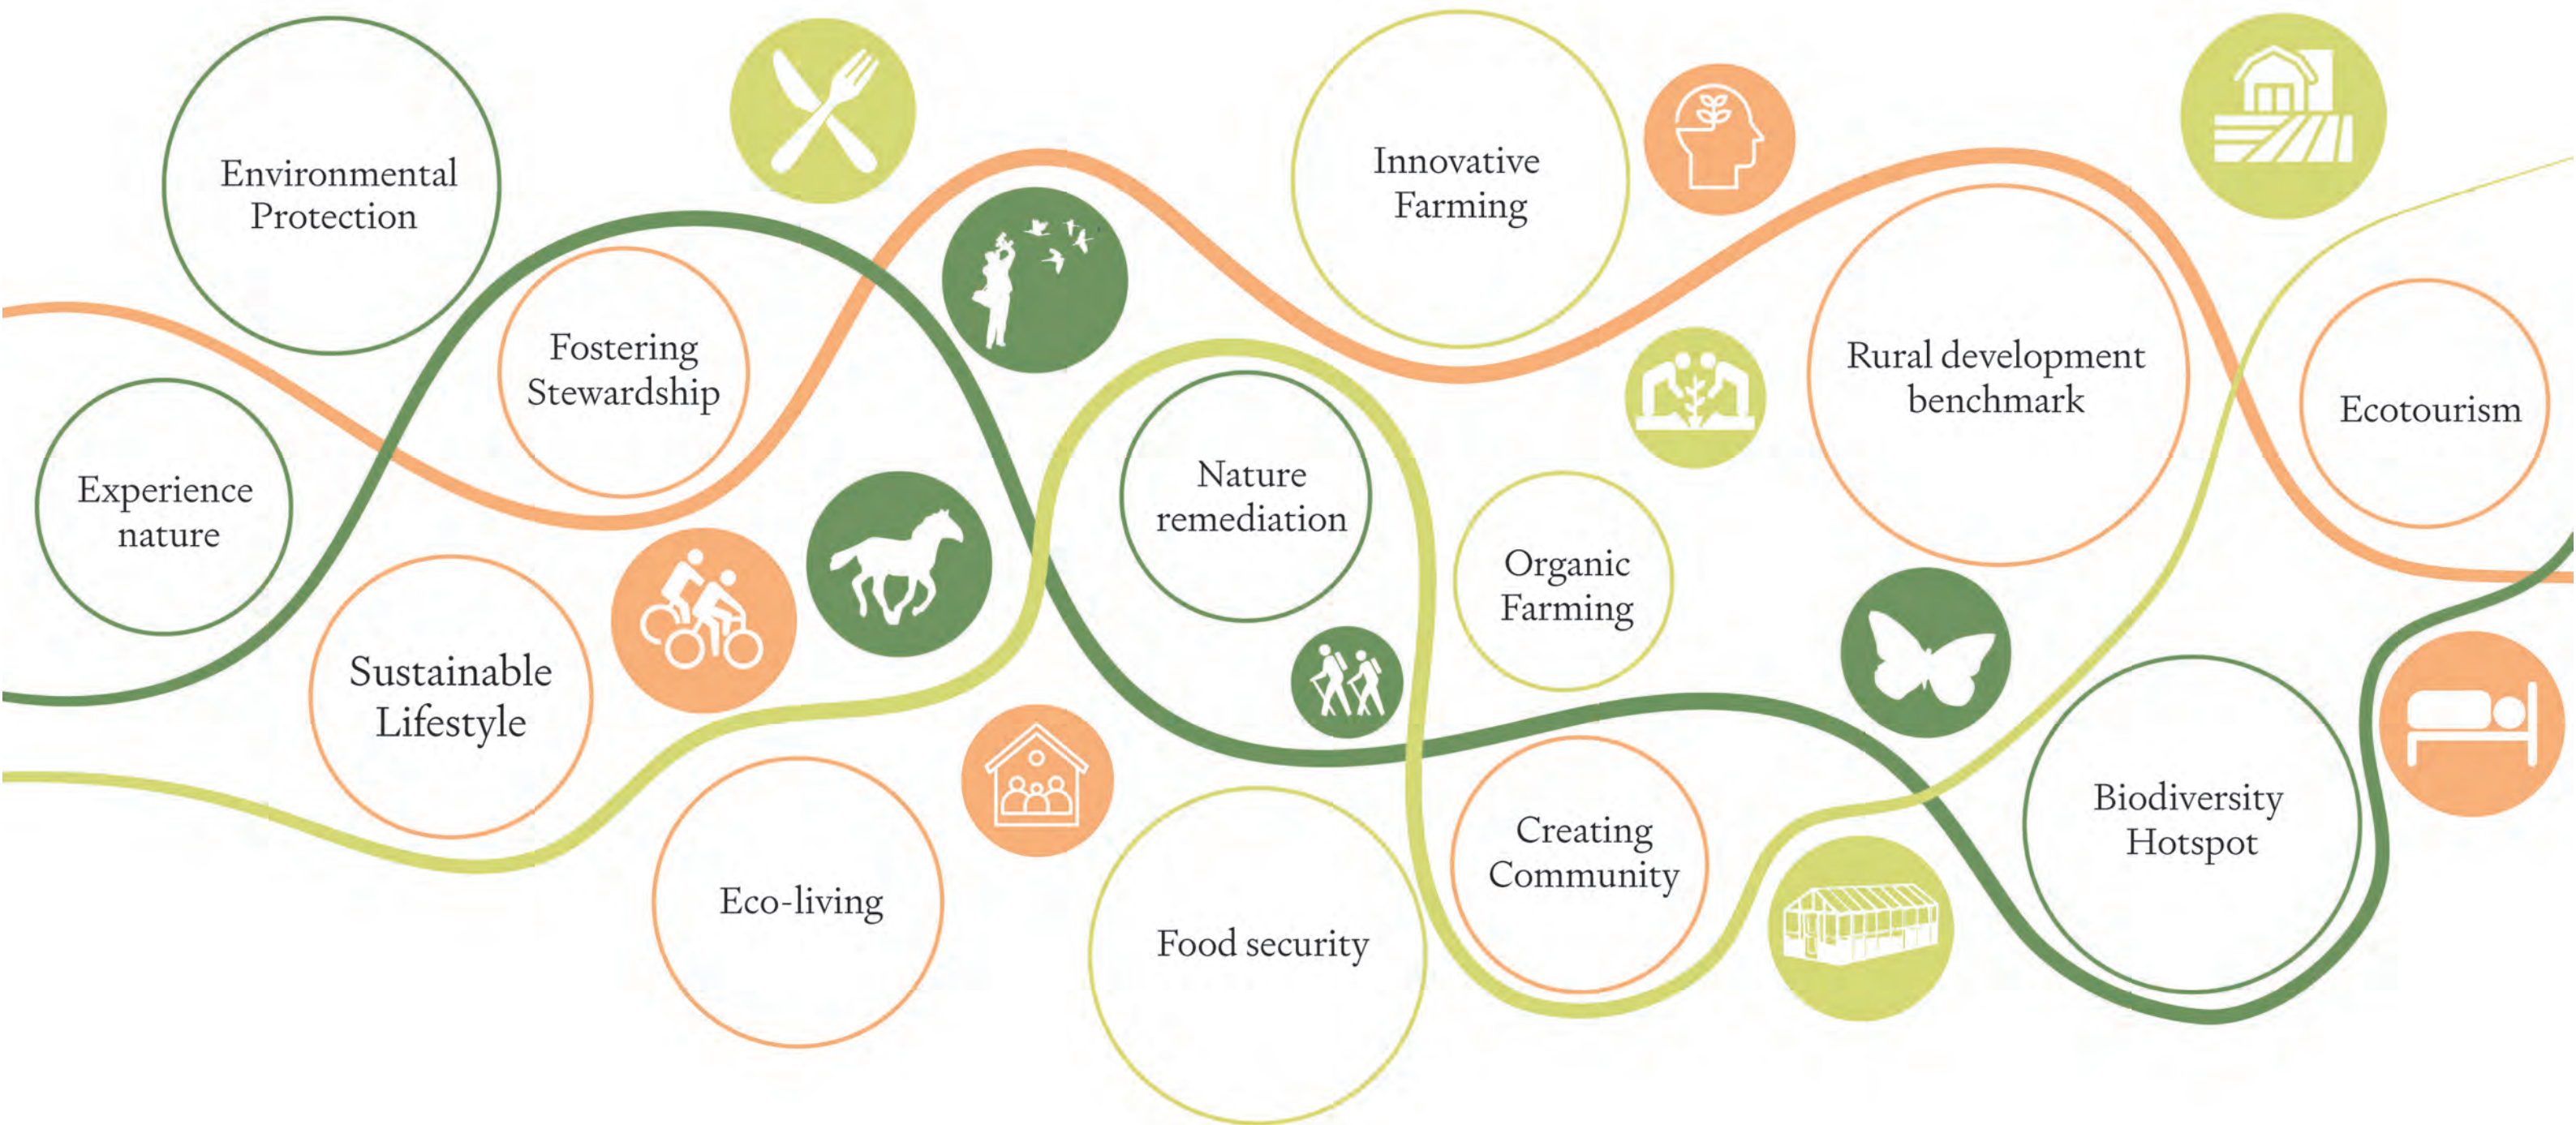 Environmental
Protection
Experience
nature
Fostering
Stewardship
Sustainable
Lifestyle
Eco-living
Nature
remediation
Food security
Innovative
Farming
Organic
Farming
Creating
Community
Rural development
benchmark
Biodiversity
Hotspot
Ecotourism